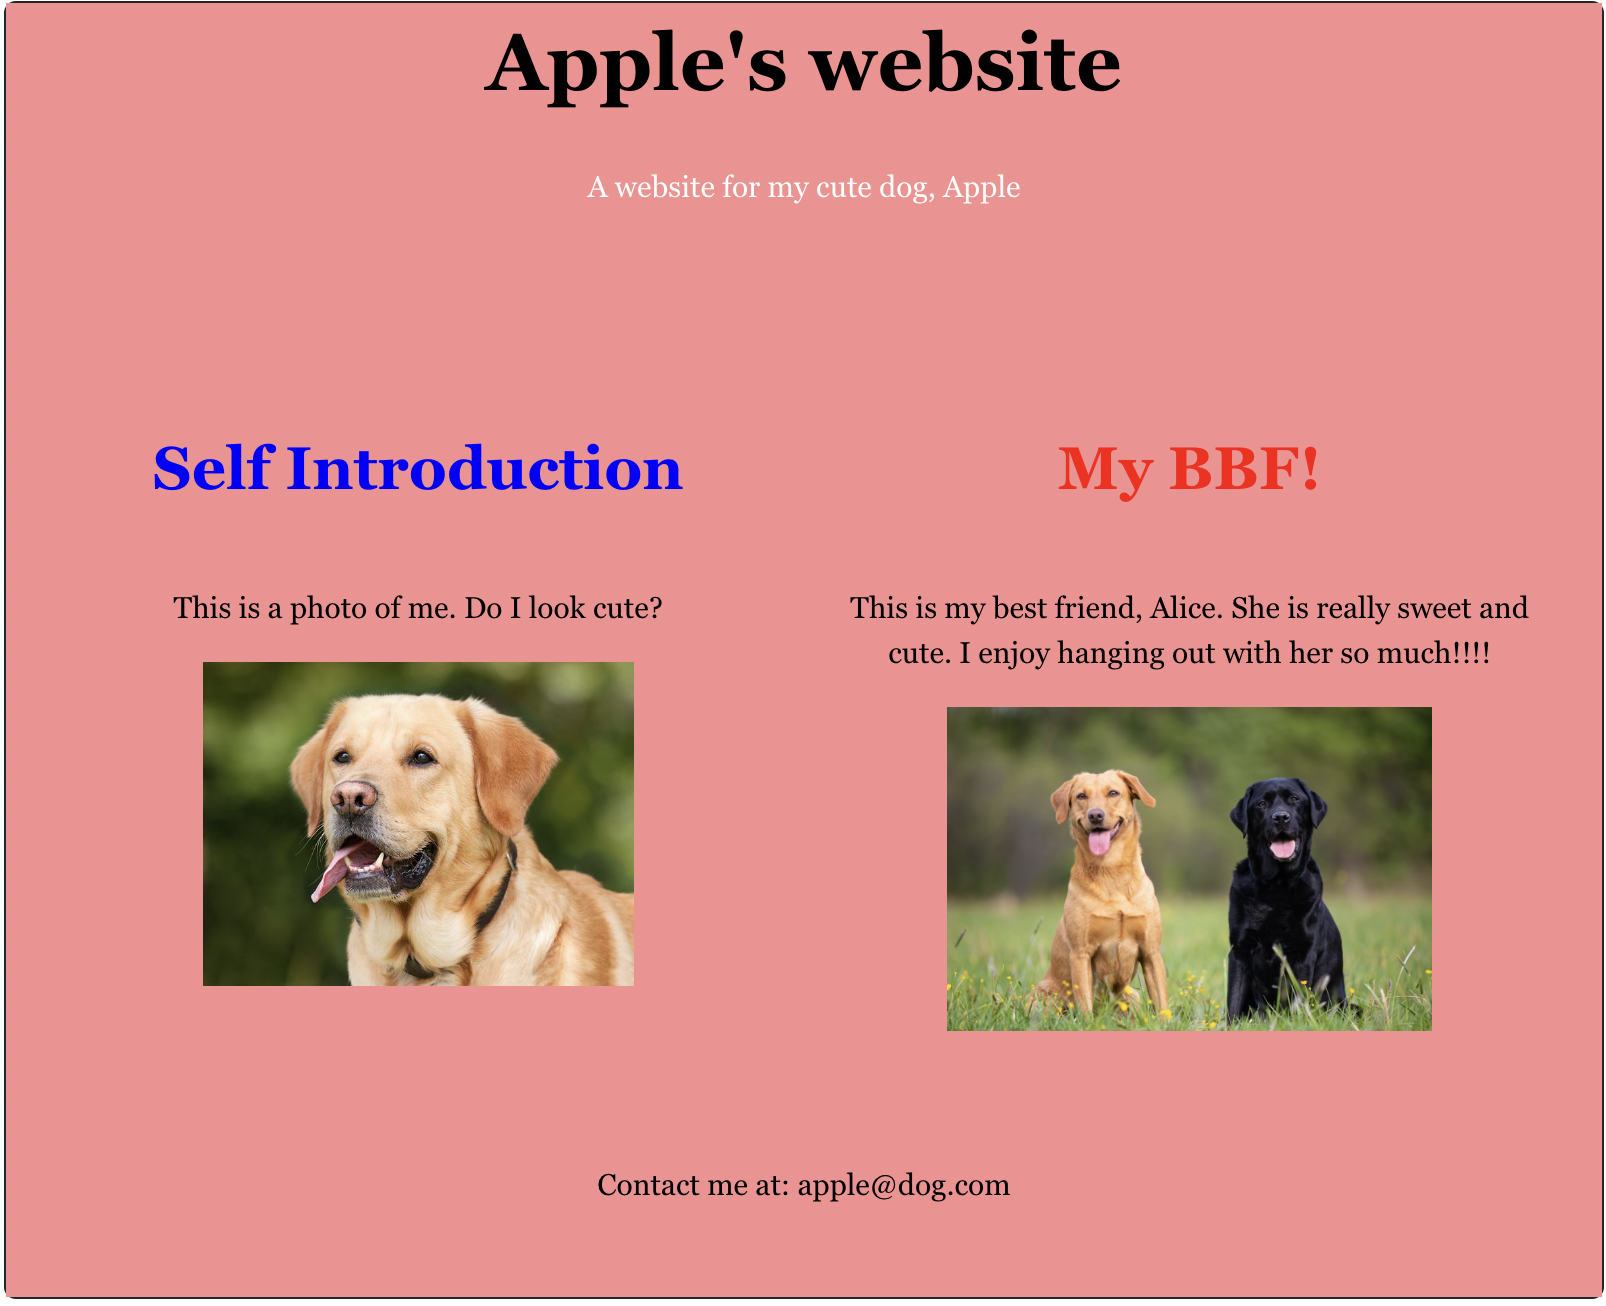 Apple's website
A website for my cute dog, Apple
Self Introduction
This is a photo of me. Do I look cute?
My BBF!
This is my best friend, Alice. She is really sweet and
cute. I enjoy hanging out with her so much!!!!
Contact me at: apple@dog.com